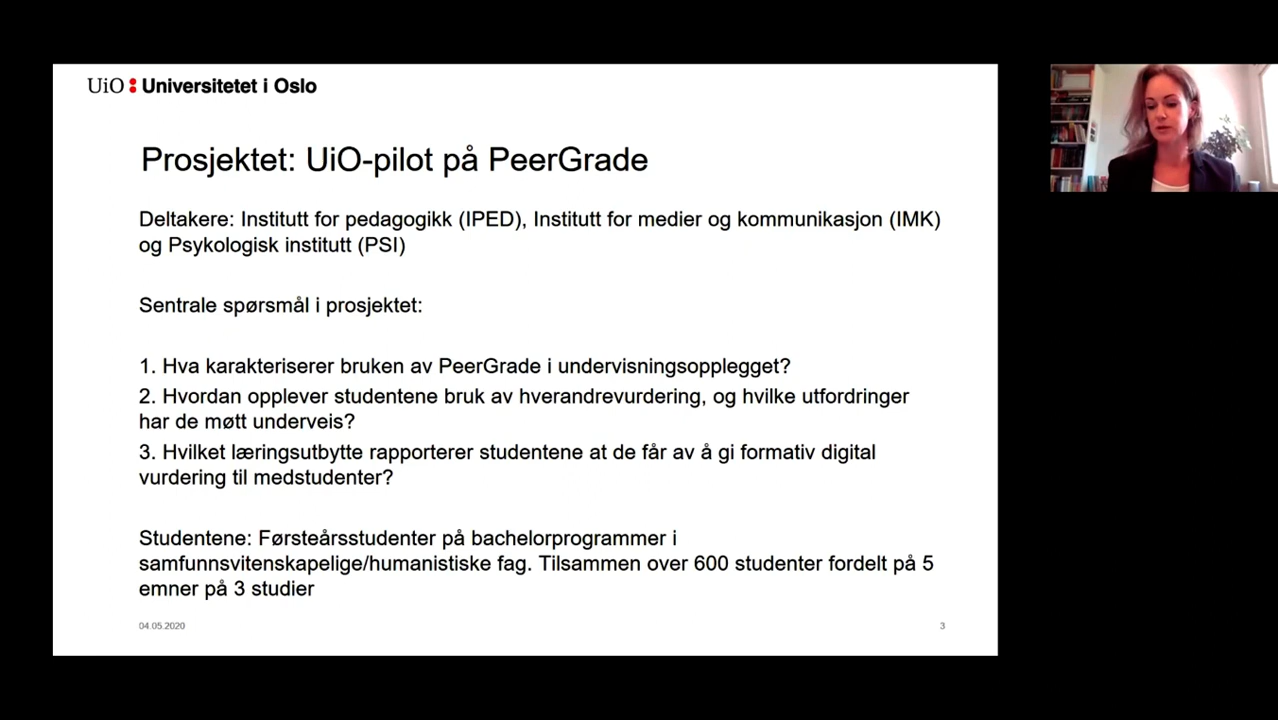 UiO : Universitetet i Oslo
Prosjektet: UiO-pilot på PeerGrade
Deltakere: Institutt for pedagogikk (IPED), Institutt for medier og kommunikasjon (IMK)
og Psykologisk institutt (PSI)
Sentrale spørsmål i prosjektet:
1. Hva karakteriserer bruken av PeerGrade i undervisningsopplegget?
2. Hvordan opplever studentene bruk av hverandrevurdering, og hvilke utfordringer
har de møtt underveis?
3. Hvilket læringsutbytte rapporterer studentene at de får av å gi formativ digital
vurdering til medstudenter?
Studentene: Førsteårsstudenter på bachelorprogrammer i
samfunnsvitenskapelige/humanistiske fag. Tilsammen over 600 studenter fordelt på 5
emner på 3 studier
04.05.2020
3